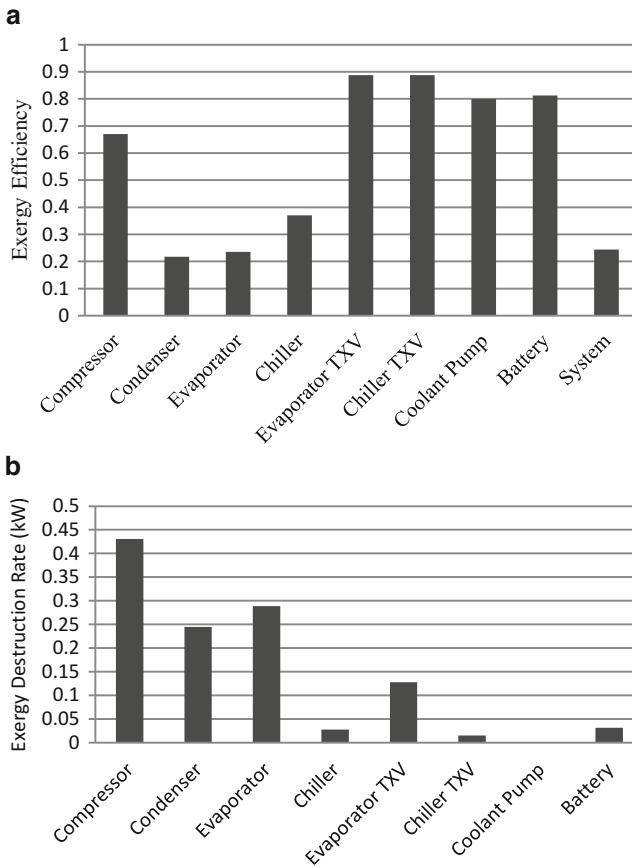 a
Exergy Efficiency
1
0.9
0.8
0.7
0.6
0.5
0.4
0.3
0.2
0.1
0
Compressor
Condenser
Evaporator
Chiller
Evaporator TXV
Chiller TXV
Coolant Pump
Battery
System
b
Exergy Destruction Rate (kW)
0.5
0.45
0.4
0.35
0.3
0.25
0.2
0.15
0.1
0.05
0
Compressor
Condenser
Evaporator
Chiller
Evaporator TXV
Chiller TXV
Coolant Pump
Battery